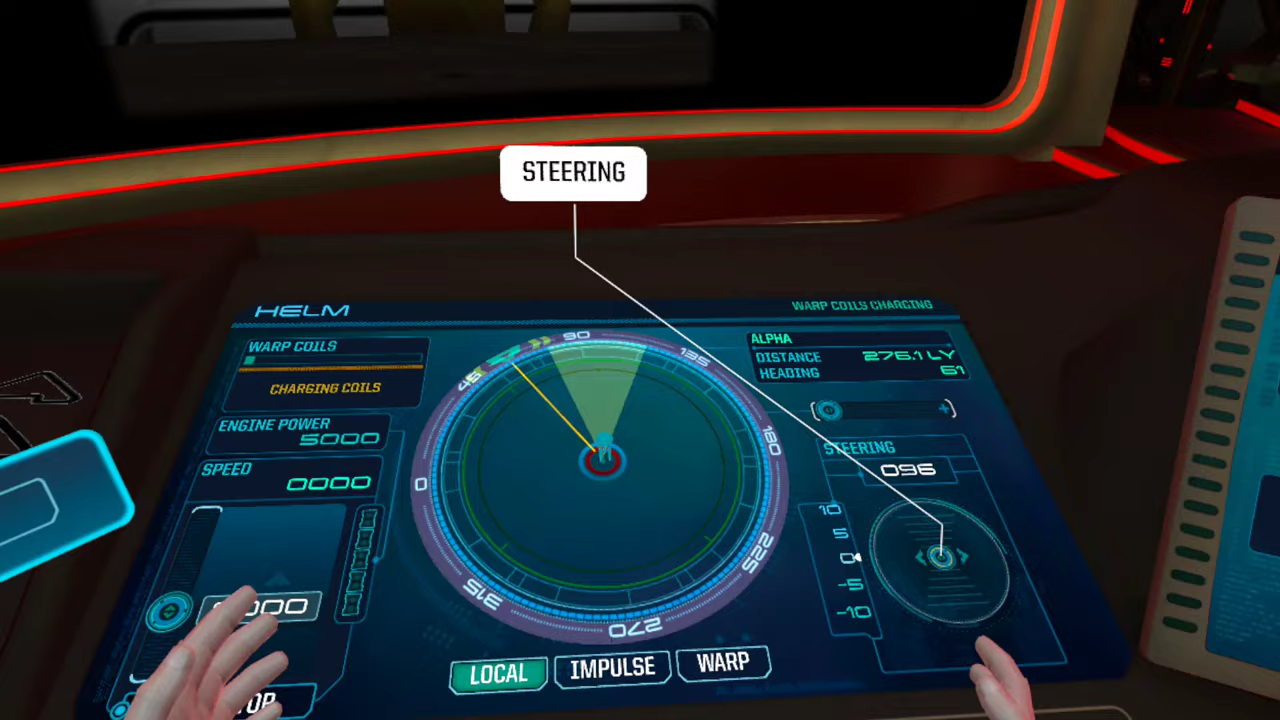 STEERING
HELM
WARP COILS CHARGING
WARP COILS
CHARGING COILS
ENGINE POWER
5000
SPEED
0000
ALPHA
DISTANCE 276.1 LY
HEADING 61
STEERING
096
10
5
0
-5
-10
0
45
90
135
180
225
270
315
LOCAL
IMPULSE
WARP